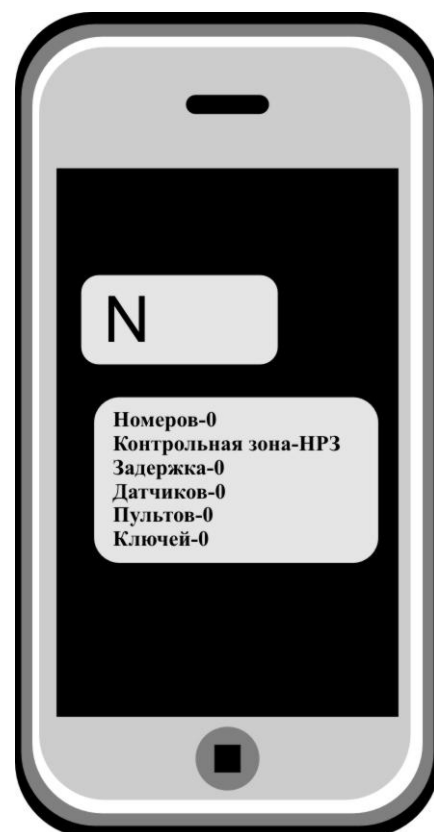 N
Номеров-0
Контрольная зона-НРЗ
Задержка-0
Датчиков-0
Пультов-0
Ключей-0